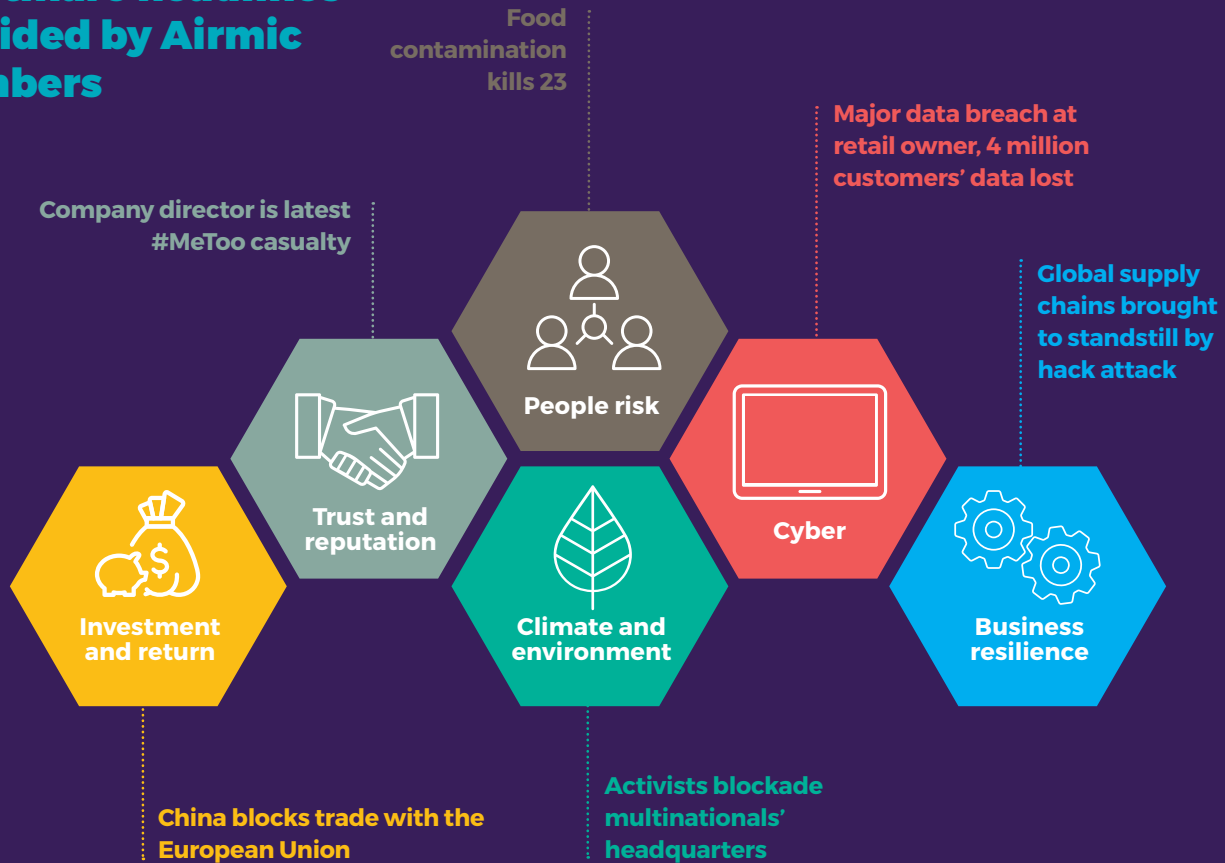 by Airmic
Food
contamination
kills 23
Major data breach at
retail owner, 4 million
customers’ data lost
Company director is latest
#MeToo casualty
Global supply
chains brought
to standstill by
hack attack
People risk
Trust and
reputation
Cyber
Investment
and return
Climate and
environment
Business
resilience
Activists blockade
multinationals’
headquarters
China blocks trade with the
European Union